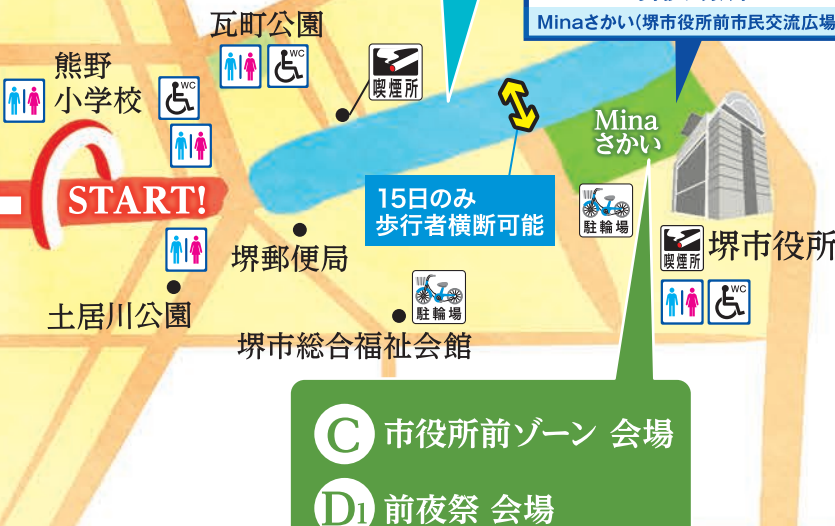 Minaさかい(堺市役所前市民交流広場
瓦町公園
WC
喫煙所
熊野
小学校
WC
Mina
さかい
START!
15日のみ
歩行者横断可能
駐輪場
堺郵便局
喫煙所
堺市役所
WC
土居川公園
駐輪場
堺市総合福祉会館
C 市役所前ゾーン 会場
D1 前夜祭 会場